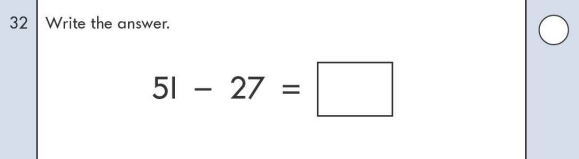 32 Write the answer.
51 − 27 =